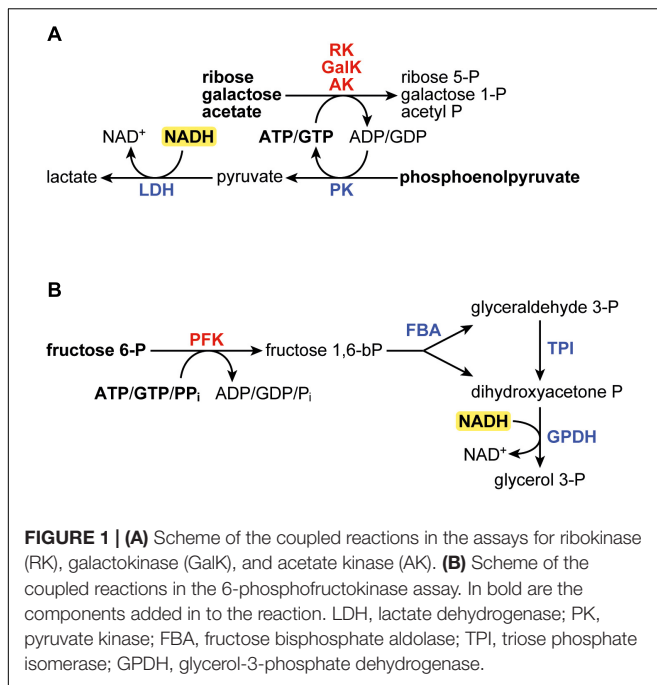 A
RK
GalK
AK
ribose
galactose
acetate
ribose 5-P
galactose 1-P
acetyl P
NAD⁺ NADH ATP/GTP ADP/GDP
lactate pyruvate phosphoenolpyruvate
LDH PK
B
glyceraldehyde 3-P
fructose 6-P PFK fructose 1,6-bP FBA
TPI
ATP/GTP/PPᵢ ADP/GDP/Pᵢ
dihydroxyacetone P
NADH
GPDH
NAD⁺
glycerol 3-P
FIGURE 1 | (A) Scheme of the coupled reactions in the assays for ribokinase
(RK), galactokinase (GalK), and acetate kinase (AK). (B) Scheme of the
coupled reactions in the 6-phosphofructokinase assay. In bold are the
components added in to the reaction. LDH, lactate dehydrogenase; PK,
pyruvate kinase; FBA, fructose bisphosphate aldolase; TPI, triose phosphate
isomerase; GPDH, glycerol-3-phosphate dehydrogenase.